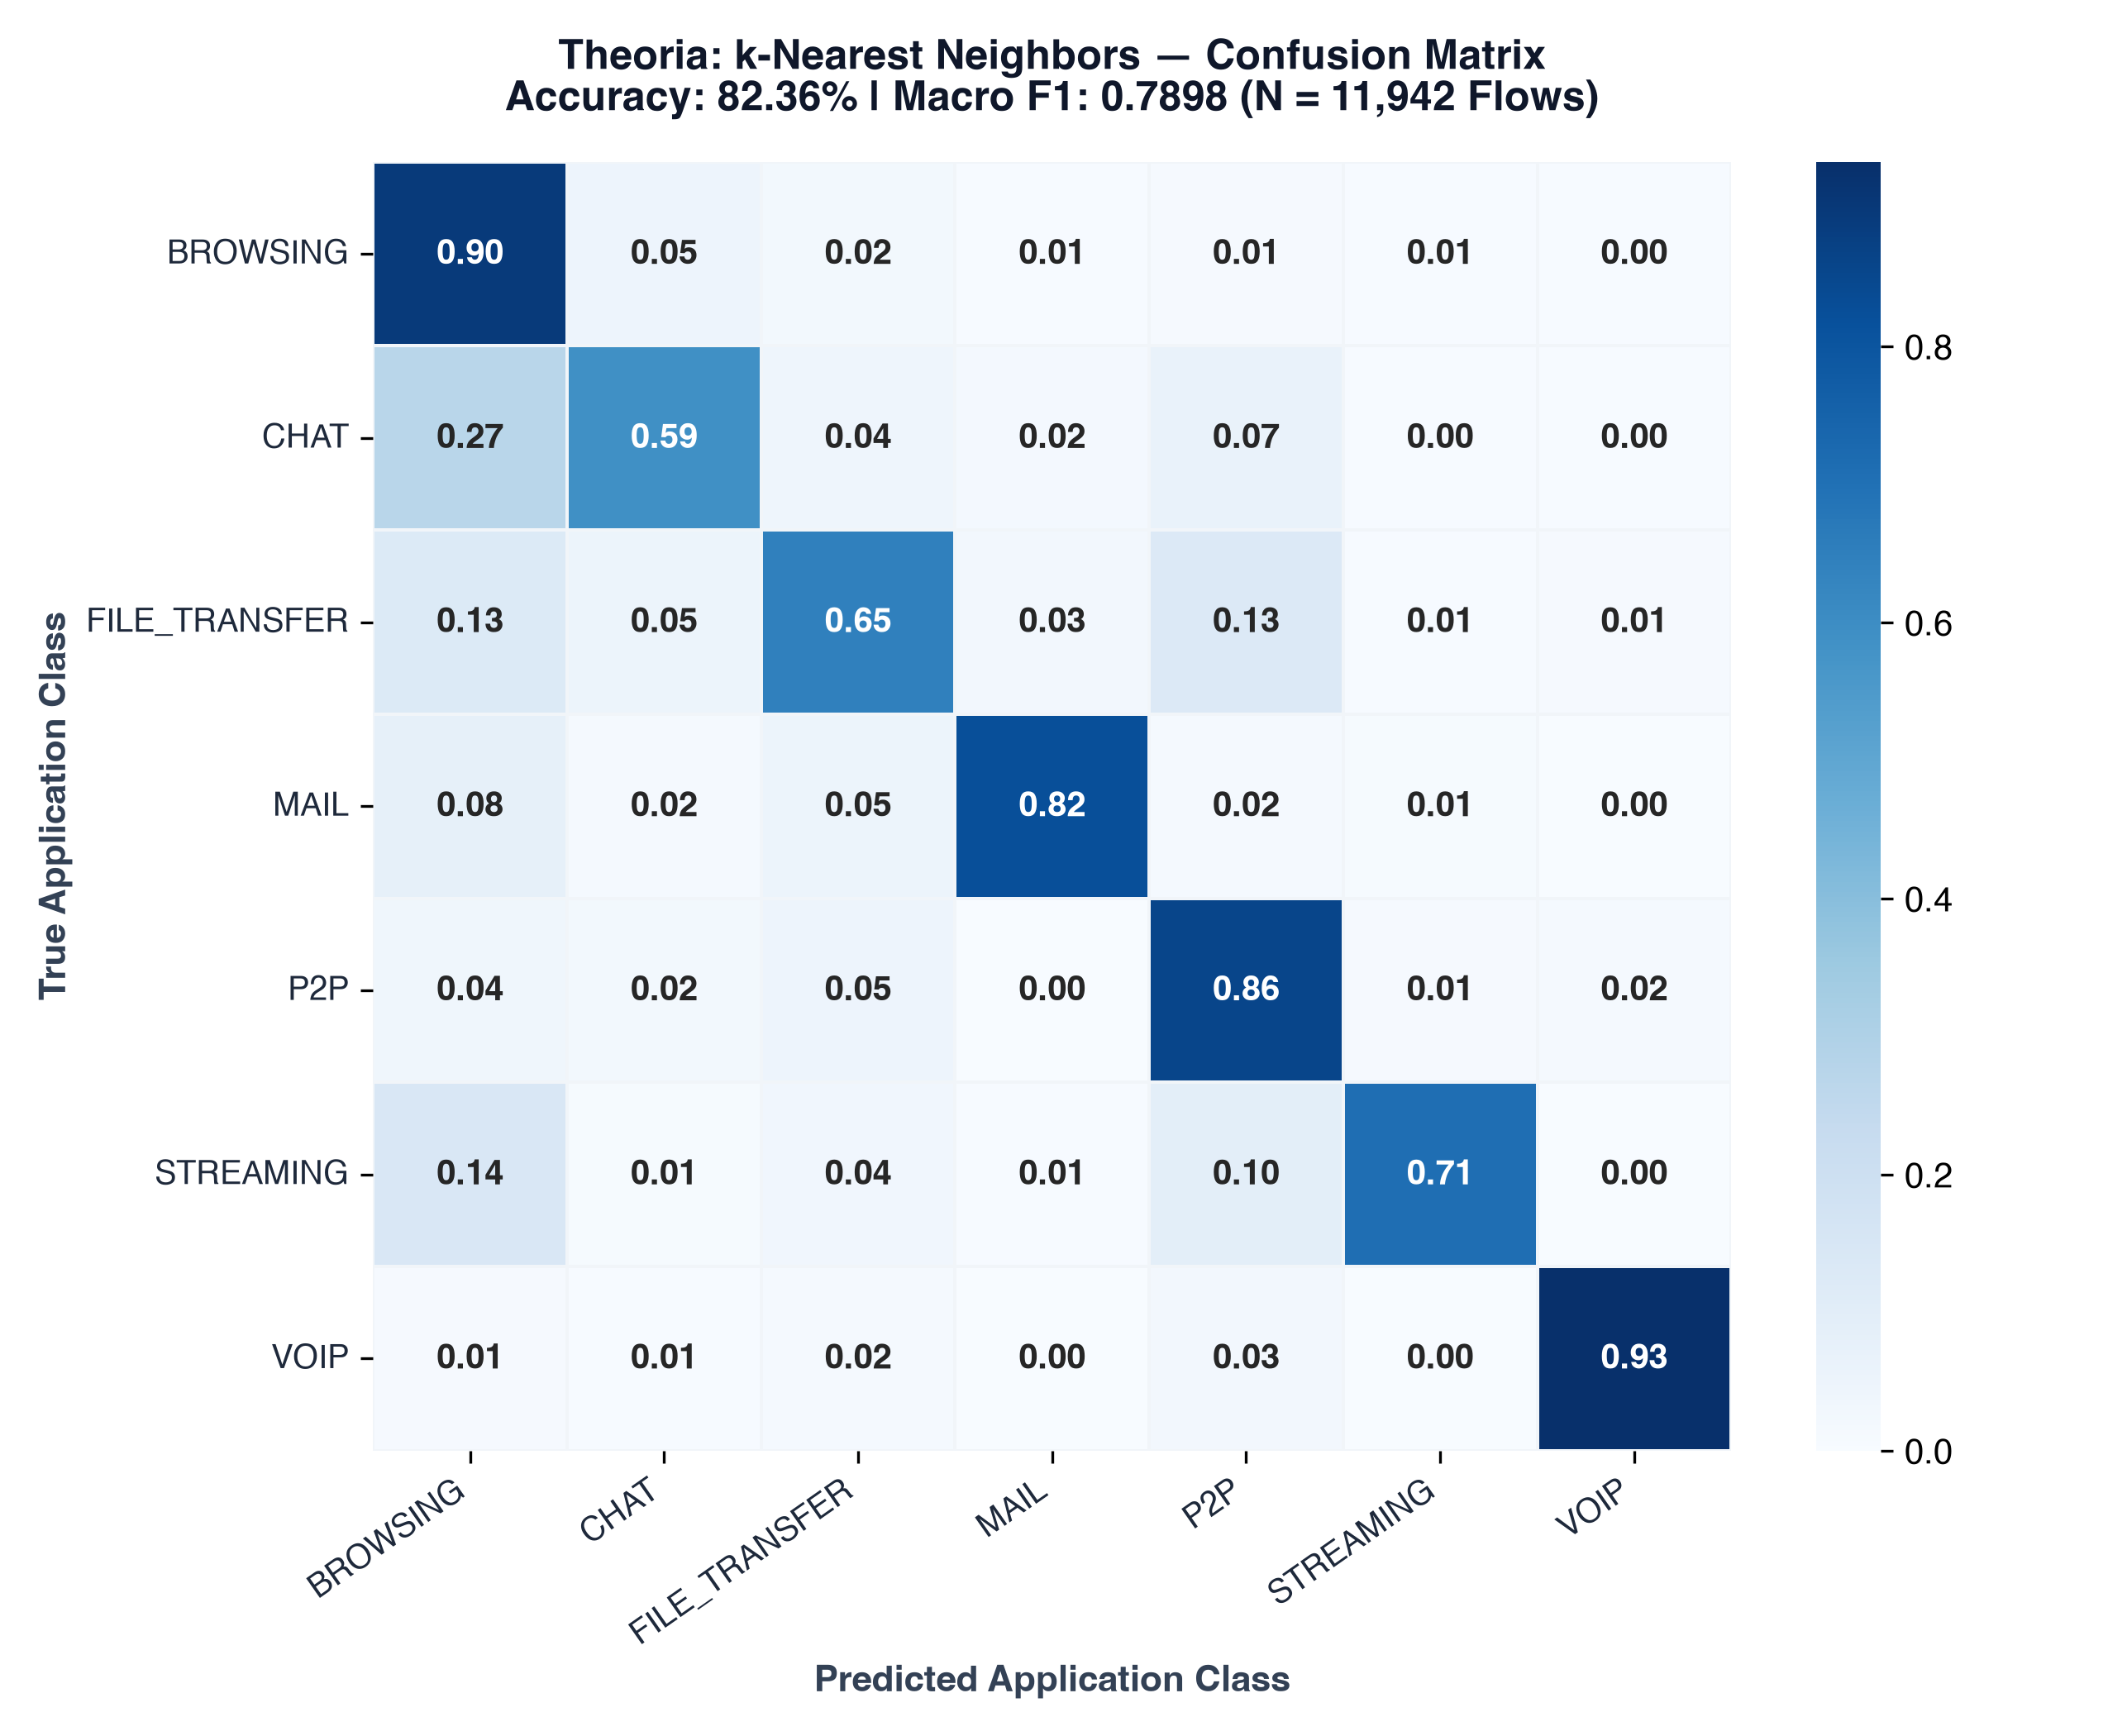 Theoria: k-Nearest Neighbors — Confusion Matrix
Accuracy: 82.36% | Macro F1: 0.7898 (N = 11,942 Flows)
True Application Class
BROWSING 0.90 0.05 0.02 0.01 0.01 0.01 0.00
CHAT 0.27 0.59 0.04 0.02 0.07 0.00 0.00
FILE_TRANSFER 0.13 0.05 0.65 0.03 0.13 0.01 0.01
MAIL 0.08 0.02 0.05 0.82 0.02 0.01 0.00
P2P 0.04 0.02 0.05 0.00 0.86 0.01 0.02
STREAMING 0.14 0.01 0.04 0.01 0.10 0.71 0.00
VOIP 0.01 0.01 0.02 0.00 0.03 0.00 0.93
BROWSING CHAT FILE_TRANSFER MAIL P2P STREAMING VOIP
Predicted Application Class
0.8
0.6
0.4
0.2
0.0